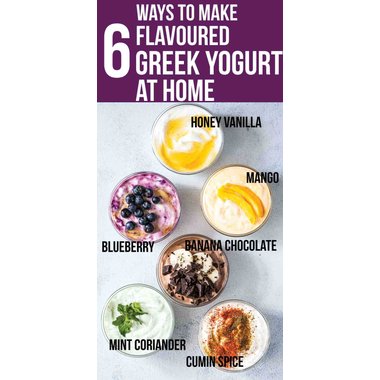 6 WAYS TO MAKE
FLAVOURED
GREEK YOGURT
AT HOME
HONEY VANILLA
MANGO
BLUEBERRY
BANANA CHOCOLATE
MINT CORIANDER
CUMIN SPICE